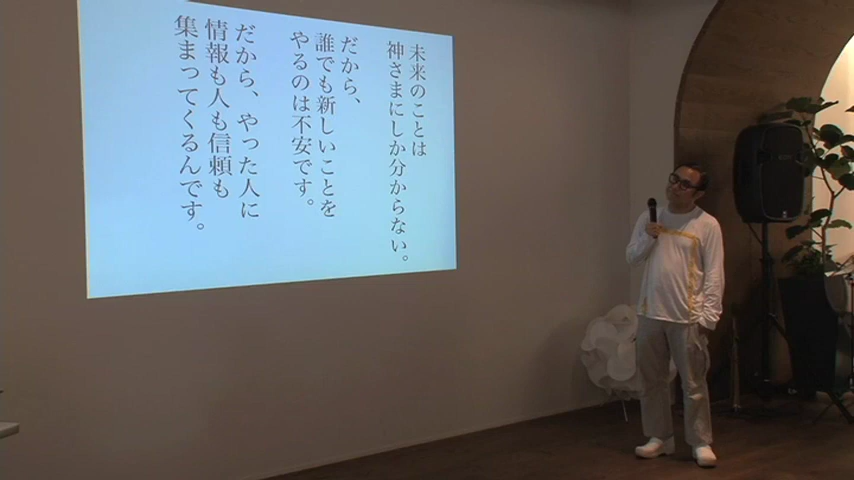 未来のことは
神さまにしか分からない。
だから、
誰でも新しいことを
やるのは不安です。
だから、やった人に
情報も人も信頼も
集まってくるんです。